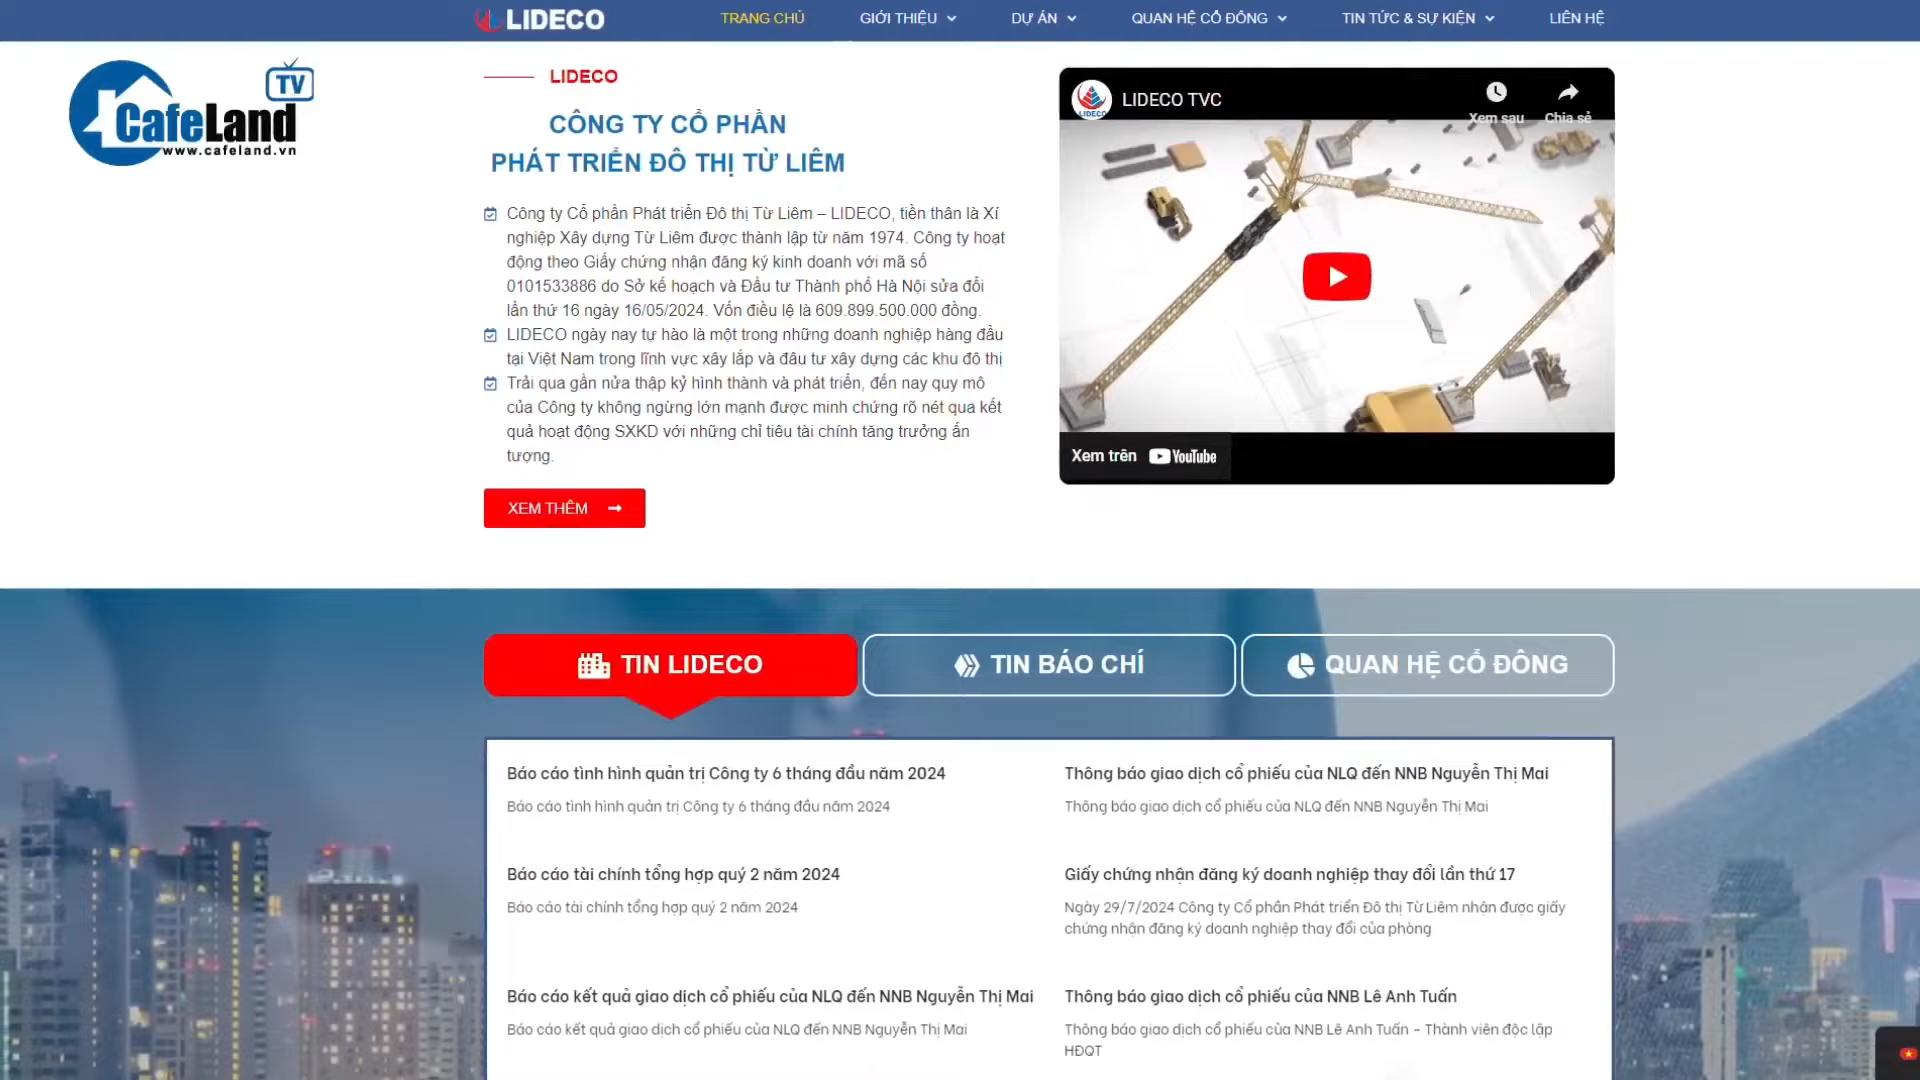 LIDECO
TRANG CHỦ
GIỚI THIỆU
DỰ ÁN
QUAN HỆ CỔ ĐÔNG
TIN TỨC & SỰ KIỆN
LIÊN HỆ
TV
CafeLand
www.cafeland.vn
LIDECO
CÔNG TY CỔ PHẦN
PHÁT TRIỂN ĐÔ THỊ TỪ LIÊM
Công ty Cổ phần Phát triển Đô thị Từ Liêm – LIDECO, tiền thân là Xí
nghiệp Xây dựng Từ Liêm được thành lập từ năm 1974. Công ty hoạt
động theo Giấy chứng nhận đăng ký kinh doanh với mã số
0101533886 do Sở kế hoạch và Đầu tư Thành phố Hà Nội sửa đổi
lần thứ 16 ngày 16/05/2024. Vốn điều lệ là 609.899.500.000 đồng.
LIDECO ngày nay tự hào là một trong những doanh nghiệp hàng đầu
tại Việt Nam trong lĩnh vực xây lắp và đâu tư xây dựng các khu đô thị
Trải qua gần nửa thập kỷ hình thành và phát triển, đến nay quy mô
của Công ty không ngừng lớn mạnh được minh chứng rõ nét qua kết
quả hoạt động SXKD với những chỉ tiêu tài chính tăng trưởng ấn
tượng.
XEM THÊM
LIDECO
LIDECO TVC
Xem sau
Chia sẻ
Xem trên YouTube
TIN LIDECO
TIN BÁO CHÍ
QUAN HỆ CỔ ĐÔNG
Báo cáo tình hình quản trị Công ty 6 tháng đầu năm 2024
Báo cáo tình hình quản trị Công ty 6 tháng đầu năm 2024
Thông báo giao dịch cổ phiếu của NLQ đến NNB Nguyễn Thị Mai
Thông báo giao dịch cổ phiếu của NLQ đến NNB Nguyễn Thị Mai
Báo cáo tài chính tổng hợp quý 2 năm 2024
Báo cáo tài chính tổng hợp quý 2 năm 2024
Giấy chứng nhận đăng ký doanh nghiệp thay đổi lần thứ 17
Ngày 29/7/2024 Công ty Cổ phần Phát triển Đô thị Từ Liêm nhận được giấy
chứng nhận đăng ký doanh nghiệp thay đổi của phòng
Báo cáo kết quả giao dịch cổ phiếu của NLQ đến NNB Nguyễn Thị Mai
Báo cáo kết quả giao dịch cổ phiếu của NLQ đến NNB Nguyễn Thị Mai
Thông báo giao dịch cổ phiếu của NNB Lê Anh Tuấn
Thông báo giao dịch cổ phiếu của NNB Lê Anh Tuấn – Thành viên độc lập
HĐQT